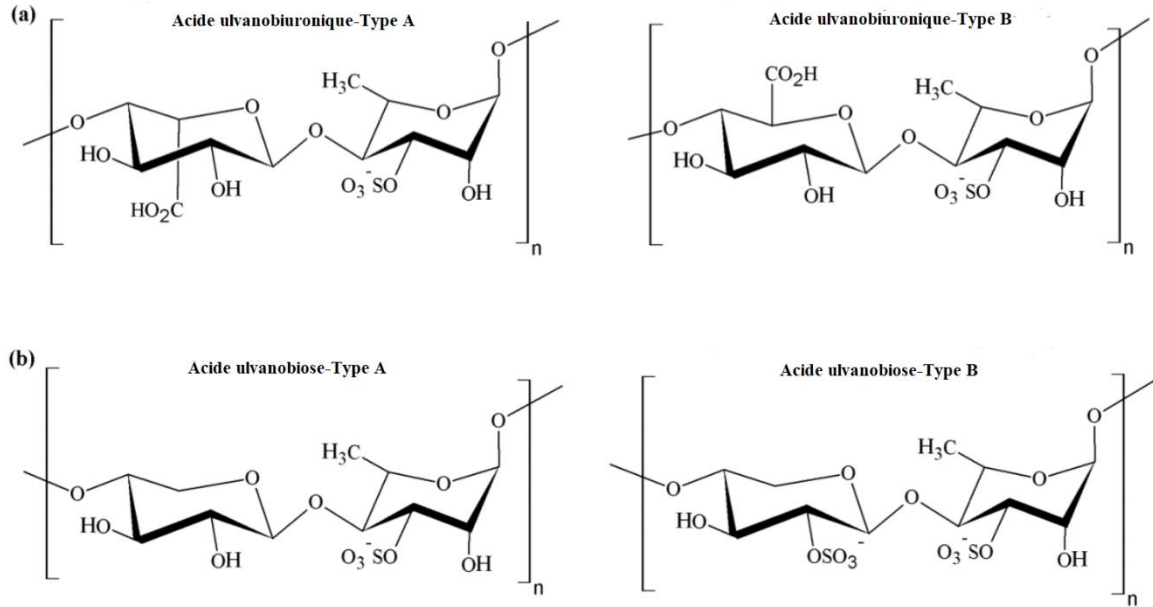 (a)
Acide ulvanobiuronique-Type A
O
H₃C
O
O
O
O
HO
OH
O₃⁻SO
OH
HO₂C
n
Acide ulvanobiuronique-Type B
O
CO₂H
H₃C
O
O
O
O
HO
OH
O₃⁻SO
OH
n
(b)
Acide ulvanobiose-Type A
O
H₃C
O
O
O
O
HO
OH
O₃⁻SO
OH
n
Acide ulvanobiose-Type B
O
H₃C
O
O
O
O
HO
OSO₃⁻
O₃⁻SO
OH
n